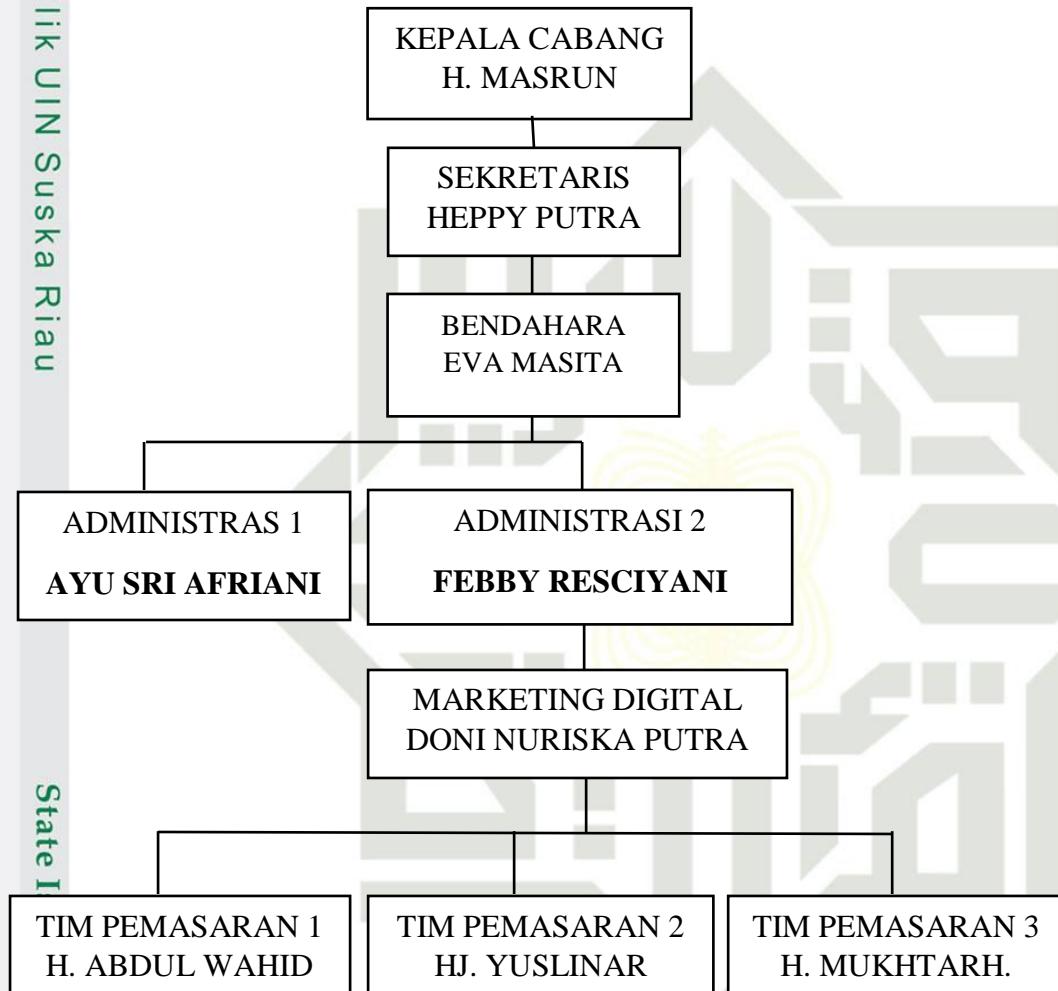 KEPALA CABANG
H. MASRUN
SEKRETARIS
HEPPY PUTRA
BENDAHARA
EVA MASITA
ADMINISTRAS 1
AYU SRI AFRIANI
ADMINISTRASI 2
FEBBY RESCIYANI
MARKETING DIGITAL
DONI NURISKA PUTRA
TIM PEMASARAN 1
H. ABDUL WAHID
TIM PEMASARAN 2
HJ. YUSLINAR
TIM PEMASARAN 3
H. MUKHTARH.
lik UIN Suska Riau
State